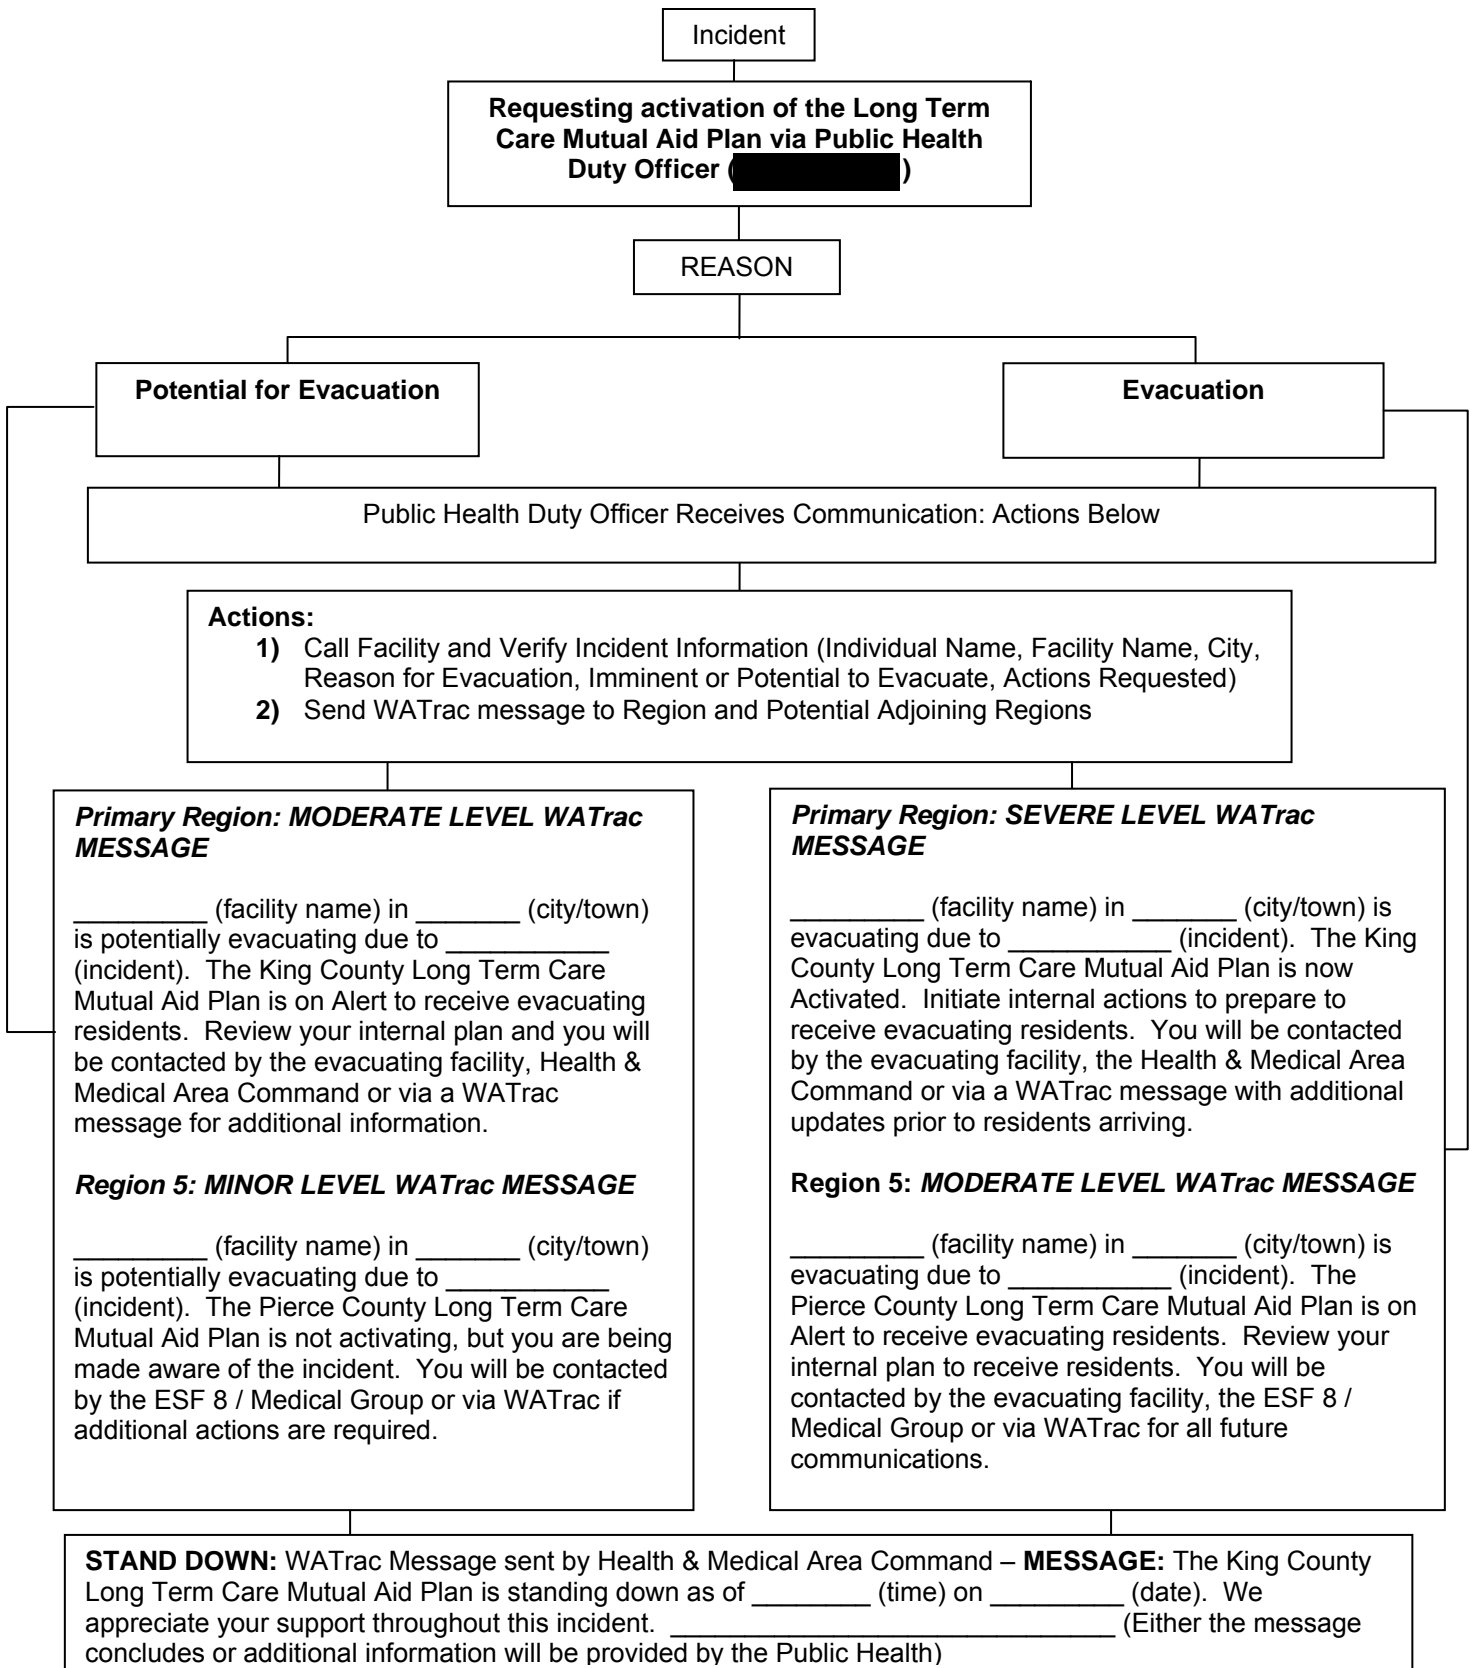 Incident
Requesting activation of the Long Term
Care Mutual Aid Plan via Public Health
Duty Officer ( )
REASON
Potential for Evacuation
Evacuation
Public Health Duty Officer Receives Communication: Actions Below
Actions:
1) Call Facility and Verify Incident Information (Individual Name, Facility Name, City,
Reason for Evacuation, Imminent or Potential to Evacuate, Actions Requested)
2) Send WATrac message to Region and Potential Adjoining Regions
Primary Region: MODERATE LEVEL WATrac
MESSAGE
_________ (facility name) in _______ (city/town)
is potentially evacuating due to ___________
(incident). The King County Long Term Care
Mutual Aid Plan is on Alert to receive evacuating
residents. Review your internal plan and you will
be contacted by the evacuating facility, Health &
Medical Area Command or via a WATrac
message for additional information.
Region 5: MINOR LEVEL WATrac MESSAGE
_________ (facility name) in _______ (city/town)
is potentially evacuating due to ___________
(incident). The Pierce County Long Term Care
Mutual Aid Plan is not activating, but you are being
made aware of the incident. You will be contacted
by the ESF 8 / Medical Group or via WATrac if
additional actions are required.
Primary Region: SEVERE LEVEL WATrac
MESSAGE
_________ (facility name) in _______ (city/town) is
evacuating due to ___________ (incident). The King
County Long Term Care Mutual Aid Plan is now
Activated. Initiate internal actions to prepare to
receive evacuating residents. You will be contacted
by the evacuating facility, the Health & Medical Area
Command or via a WATrac message with additional
updates prior to residents arriving.
Region 5: MODERATE LEVEL WATrac MESSAGE
_________ (facility name) in _______ (city/town) is
evacuating due to ___________ (incident). The
Pierce County Long Term Care Mutual Aid Plan is on
Alert to receive evacuating residents. Review your
internal plan to receive residents. You will be
contacted by the evacuating facility, the ESF 8 /
Medical Group or via WATrac for all future
communications.
STAND DOWN: WATrac Message sent by Health & Medical Area Command – MESSAGE: The King County
Long Term Care Mutual Aid Plan is standing down as of ________ (time) on _________ (date). We
appreciate your support throughout this incident. ______________________________ (Either the message
concludes or additional information will be provided by the Public Health)